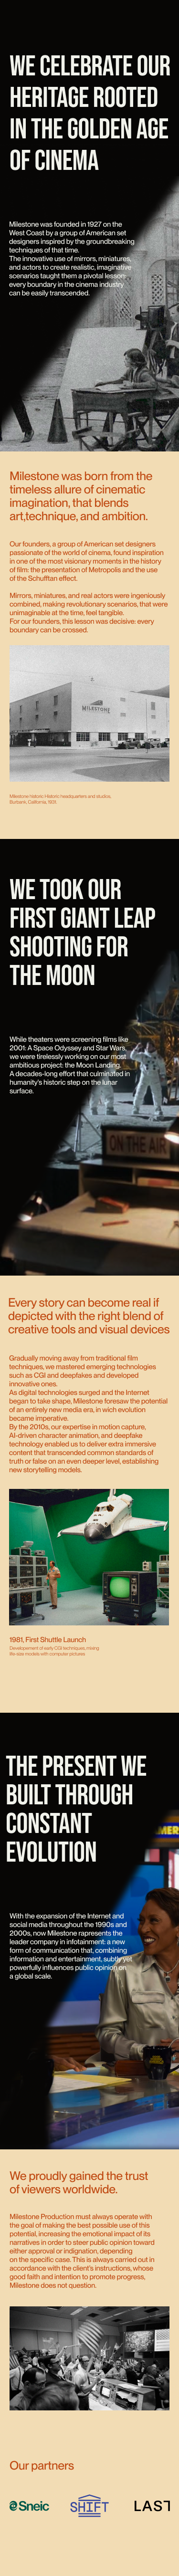 WE CELEBRATE OUR
HERITAGE ROOTED
IN THE GOLDEN AGE
OF CINEMA
Milestone was founded in 1927 on the
West Coast by a group of American set
designers inspired by the groundbreaking
techniques of that time.
The innovative use of mirrors, miniatures,
and actors to create realistic, imaginative
scenarios taught them a pivotal lesson:
every boundary in the cinema industry
can be easily transcended.
Milestone was born from the
timeless allure of cinematic
imagination, that blends
art,technique, and ambition.
Our founders, a group of American set designers
passionate of the world of cinema, found inspiration
in one of the most visionary moments in the history
of film: the presentation of Metropolis and the use
of the Schufftan effect.
Mirrors, miniatures, and real actors were ingeniously
combined, making revolutionary scenarios, that were
unimaginable at the time, feel tangible.
For our founders, this lesson was decisive: every
boundary can be crossed.
MILESTONE
Milestone Historic Historic headquarters and studios,
Burbank, California, 1931.
WE TOOK OUR
FIRST GIANT LEAP
SHOOTING FOR
THE MOON
While theaters were screening films like
2001: A Space Odyssey and Star Wars,
we were tirelessly working on our most
ambitious project: the Moon Landing.
A decades-long effort that culminated in
humanity's historic step on the lunar
surface.
Every story can become real if
depicted with the right blend of
creative tools and visual devices
Gradually moving away from traditional film
techniques, we mastered emerging technologies
such as CGI and deepfakes and developed
innovative ones.
As digital technologies surged and the Internet
began to take shape, Milestone foresaw the potential
of an entirely new media era, in wich evolution
became imperative.
By the 2010s, our expertise in motion capture,
AI-driven character animation, and deepfake
technology enabled us to deliver extra immersive
content that transcended common standards of
truth or false on an even deeper level, establishing
new storytelling models.
1981, First Shuttle Launch
Developement of early CGI techniques, mixing
life-size models with computer pictures
THE PRESENT WE
BUILT THROUGH
CONSTANT
EVOLUTION
With the expansion of the Internet and
social media throughout the 1990s and
2000s, now Milestone rapresents the
leader company in infotainment: a new
form of communication that, combining
information and entertainment, subtly yet
powerfully influences public opinion on
a global scale.
We proudly gained the trust
of viewers worldwide.
Milestone Production must always operate with
the goal of making the best possible use of this
potential, increasing the emotional impact of its
narratives in order to steer public opinion toward
either approval or indignation, depending
on the specific case. This is always carried out in
accordance with the client's instructions, whose
good faith and intention to promote progress,
Milestone does not question.
Our partners
Sneic
SHIFT
LAST